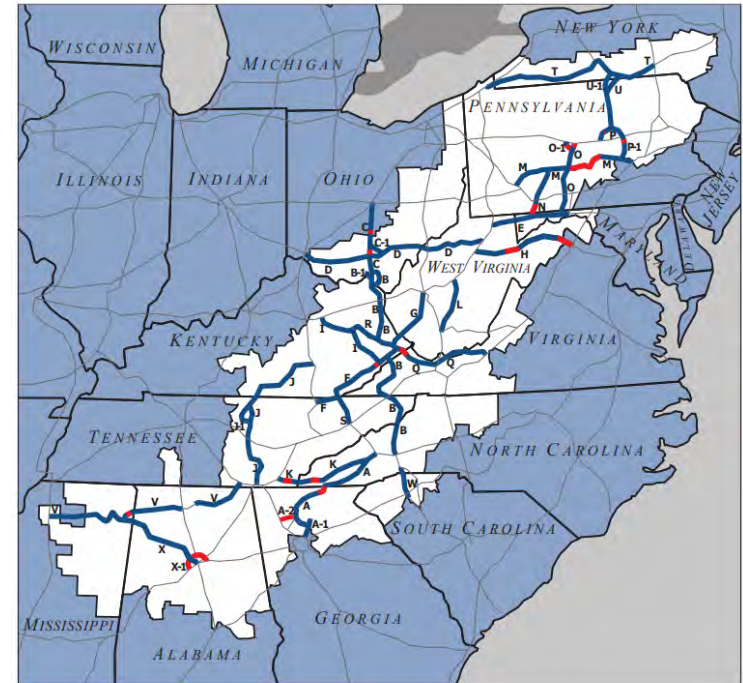 NEW YORK
WISCONSIN
MICHIGAN
T
T
U-1
U
PENNSYLVANIA
P
O-1
O
P-1
M
M
M
O
ILLINOIS
INDIANA
OHIO
NEW
JERSEY
N
C
E
MARYLAND
DELAWARE
C-1
D
D
H
D
C
B-1
B
WEST VIRGINIA
G
L
B
I
R
B
VIRGINIA
KENTUCKY
I
Q
Q
F
B
J
F
S
J
B
J-1
B
TENNESSEE
NORTH CAROLINA
J
K
K
A
W
V
V
V
A-2
A
A-1
SOUTH CAROLINA
X
X-1
MISSISSIPPI
GEORGIA
ALABAMA